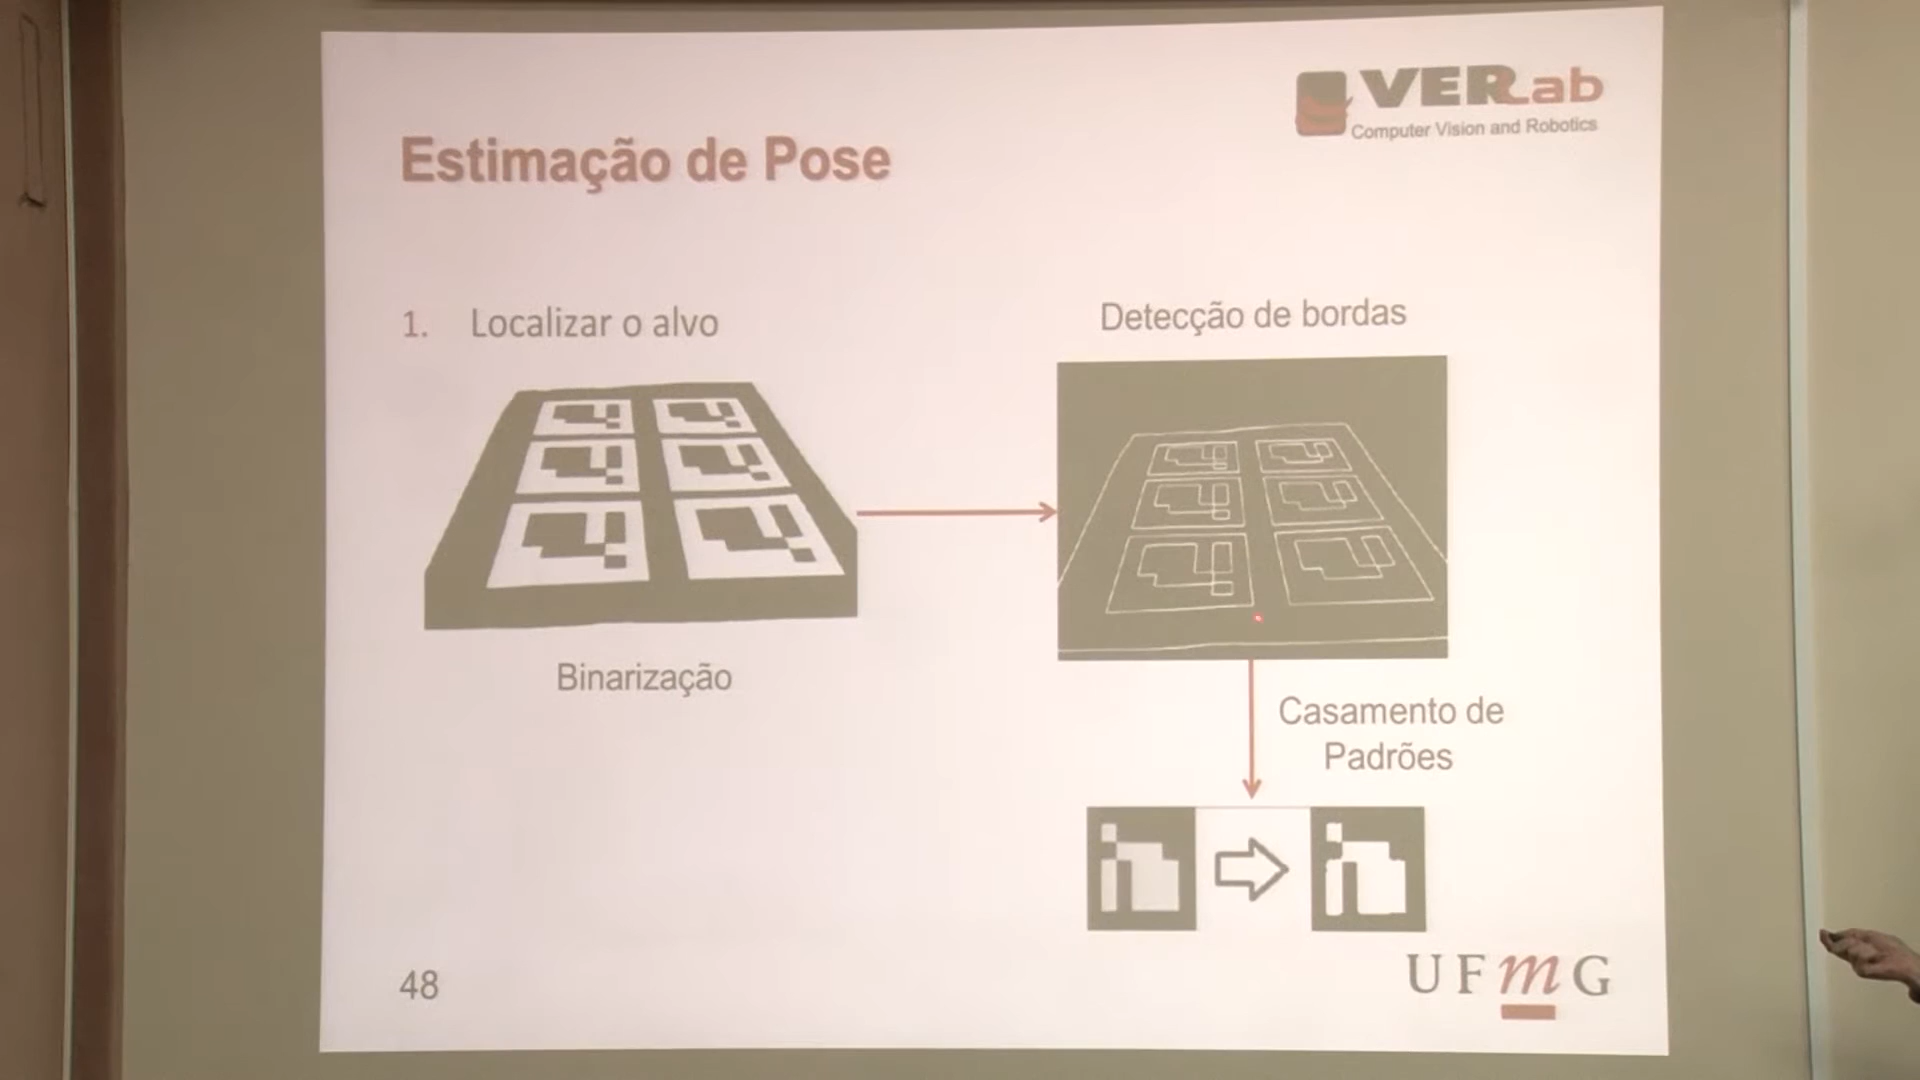 VERLab
Computer Vision and Robotics
Estimação de Pose
1. Localizar o alvo
Detecção de bordas
Binarização
Casamento de
Padrões
48
UFmG